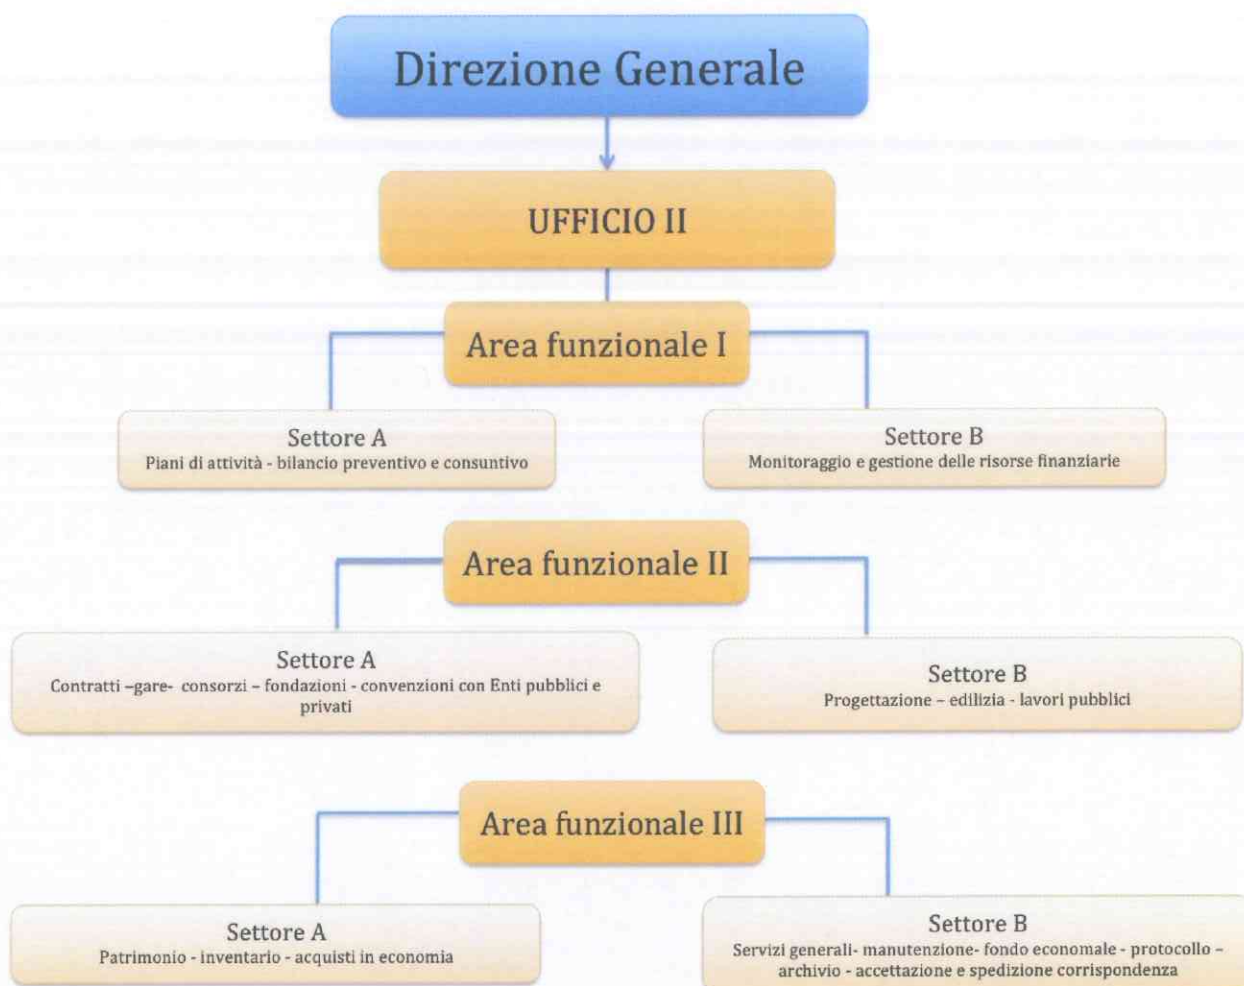 Direzione Generale
UFFICIO II
Area funzionale I
Settore A
Piani di attività - bilancio preventivo e consuntivo
Settore B
Monitoraggio e gestione delle risorse finanziarie
Area funzionale II
Settore A
Contratti –gare- consorzi – fondazioni - convenzioni con Enti pubblici e
privati
Settore B
Progettazione – edilizia - lavori pubblici
Area funzionale III
Settore A
Patrimonio - inventario - acquisti in economia
Settore B
Servizi generali- manutenzione- fondo economale - protocollo –
archivio - accettazione e spedizione corrispondenza